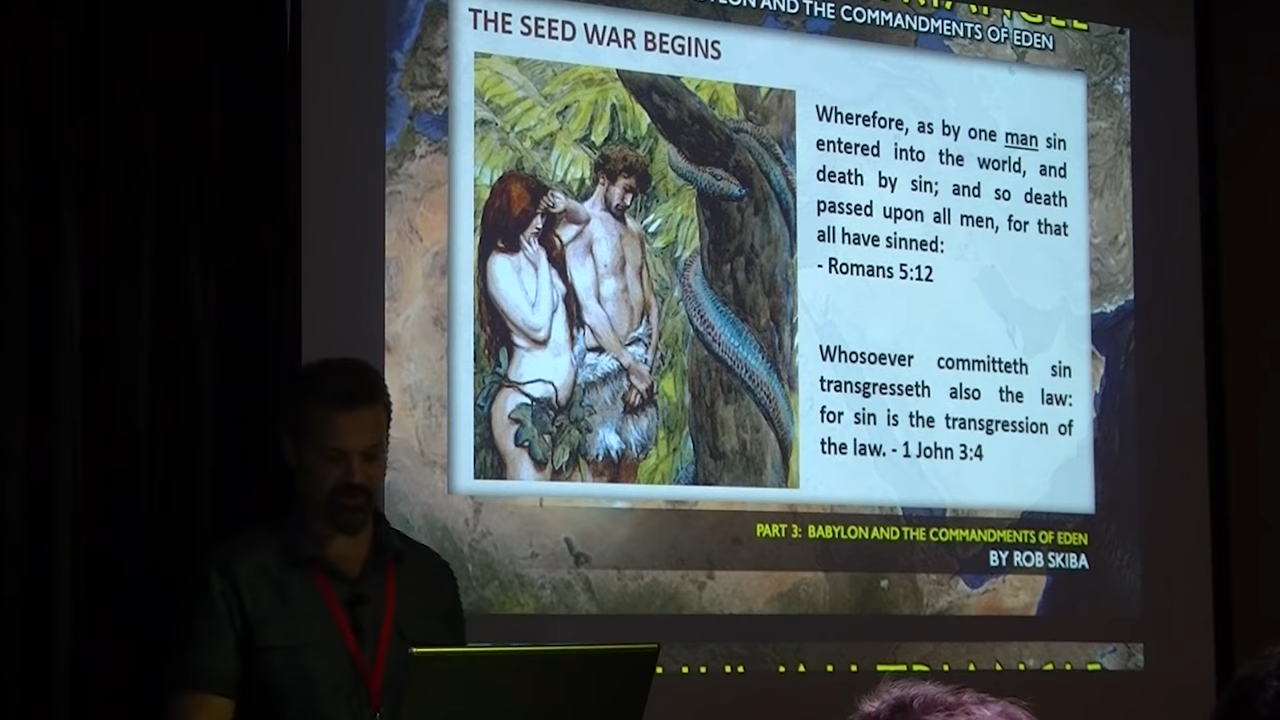 BABYLON AND THE COMMANDMENTS OF EDEN
THE SEED WAR BEGINS
Wherefore, as by one man sin
entered into the world, and
death by sin; and so death
passed upon all men, for that
all have sinned:
- Romans 5:12
Whosoever committeth sin
transgresseth also the law:
for sin is the transgression of
the law. - 1 John 3:4
PART 3: BABYLON AND THE COMMANDMENTS OF EDEN
BY ROB SKIBA